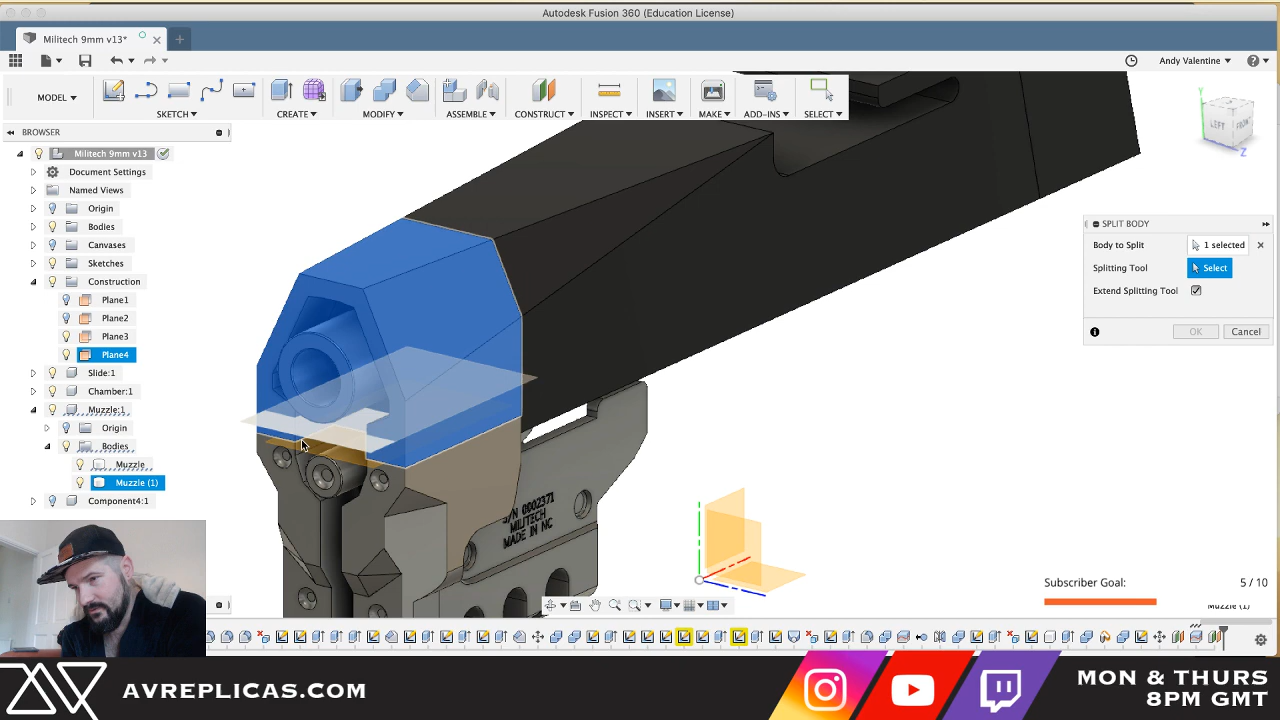 Autodesk Fusion 360 (Education License)
Militech 9mm v13*
Andy Valentine
MODEL
SKETCH
CREATE
MODIFY
ASSEMBLE
CONSTRUCT
INSPECT
INSERT
MAKE
ADD-INS
SELECT
BROWSER
Militech 9mm v13
Document Settings
Named Views
Origin
Bodies
Canvases
Sketches
Construction
Plane1
Plane2
Plane3
Plane4
Slide:1
Chamber:1
Muzzle:1
Origin
Bodies
Muzzle
Muzzle (1)
Component4:1
Y
LEFT
FRONT
Z
SPLIT BODY
Body to Split
1 selected
Splitting Tool
Select
Extend Splitting Tool
OK
Cancel
S/N 0002371
MILITECH
MADE IN NC
Subscriber Goal:
5 / 10
Muzzle (1)
AVREPLICAS.COM
MON & THURS
8PM GMT